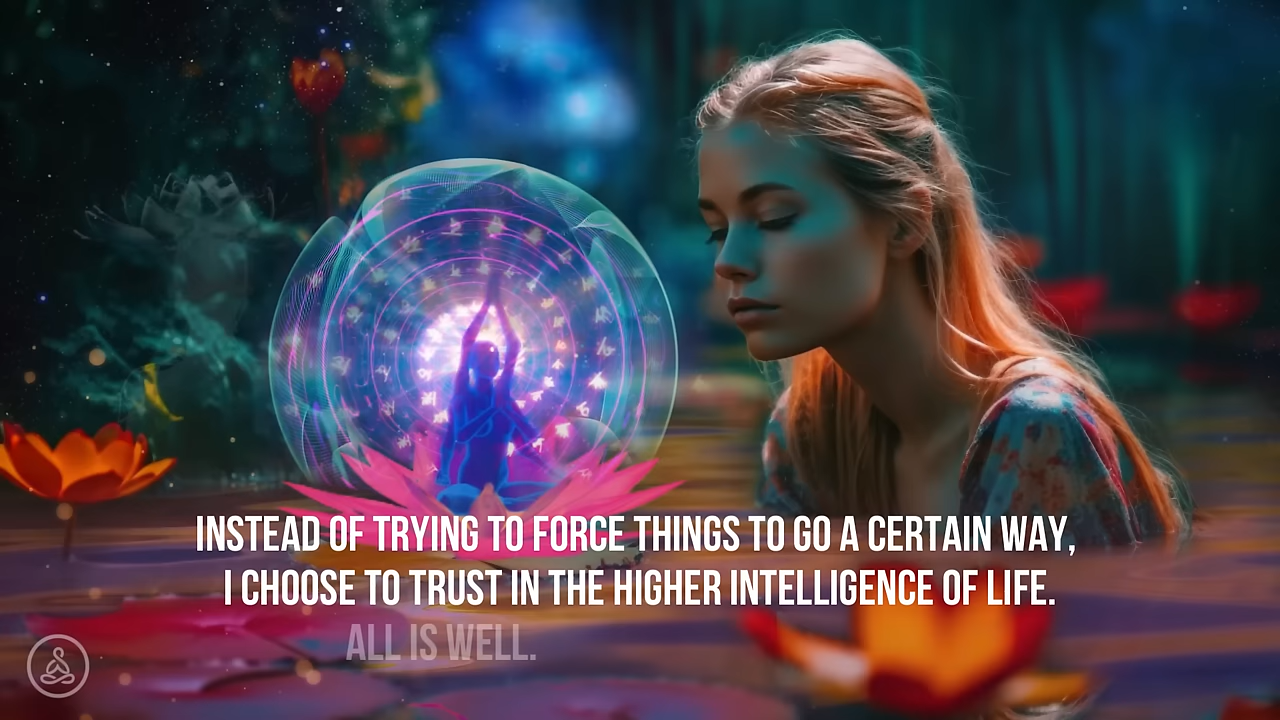 INSTEAD OF TRYING TO FORCE THINGS TO GO A CERTAIN WAY,
I CHOOSE TO TRUST IN THE HIGHER INTELLIGENCE OF LIFE.
ALL IS WELL.